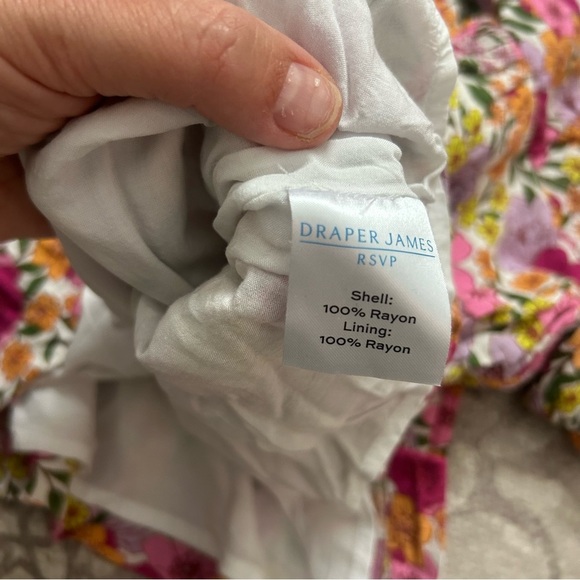 DRAPER JAMES
RSVP
Shell:
100% Rayon
Lining:
100% Rayon